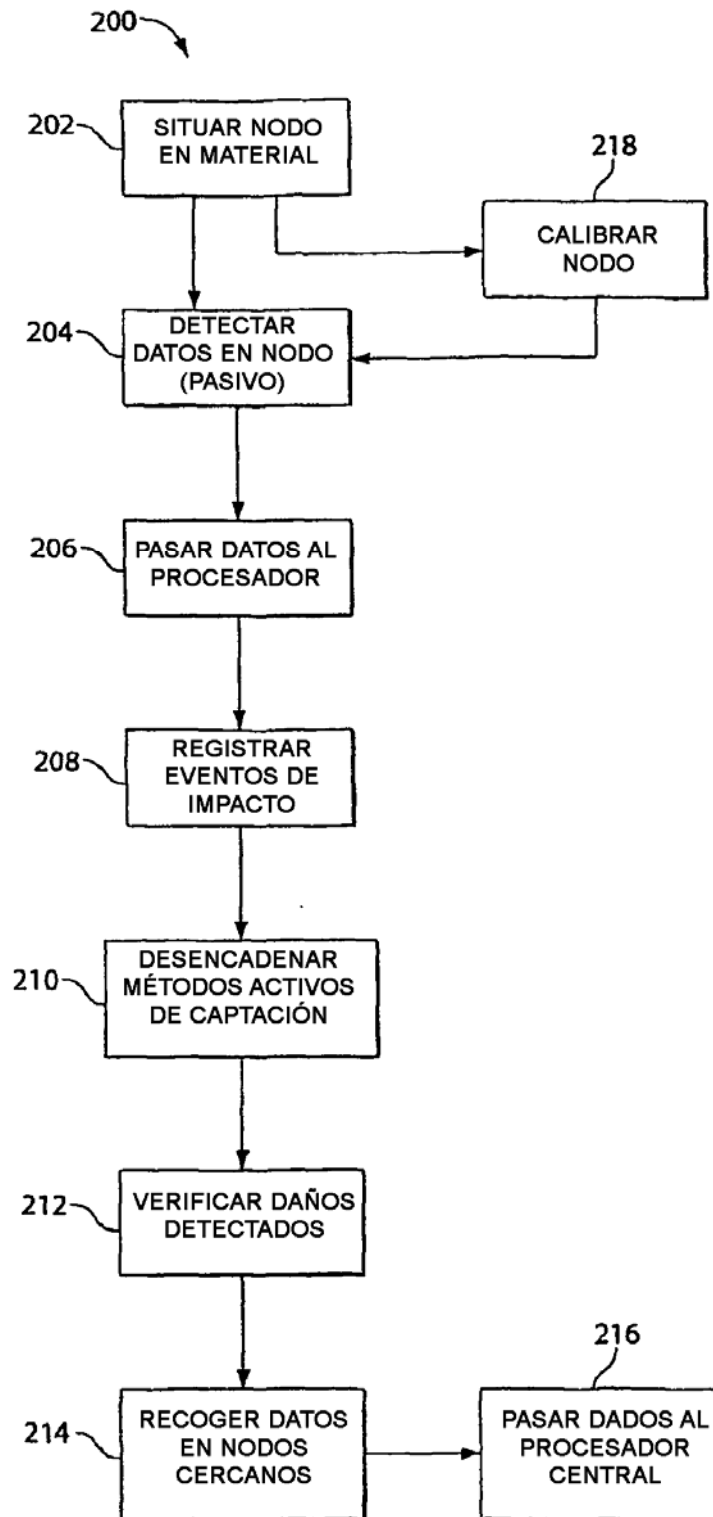 200
202
SITUAR NODO
EN MATERIAL
218
CALIBRAR
NODO
204
DETECTAR
DATOS EN NODO
(PASIVO)
206
PASAR DATOS AL
PROCESADOR
208
REGISTRAR
EVENTOS DE
IMPACTO
210
DESENCADENAR
MÉTODOS ACTIVOS
DE CAPTACIÓN
212
VERIFICAR DAÑOS
DETECTADOS
214
RECOGER DATOS
EN NODOS
CERCANOS
216
PASAR DADOS AL
PROCESADOR
CENTRAL